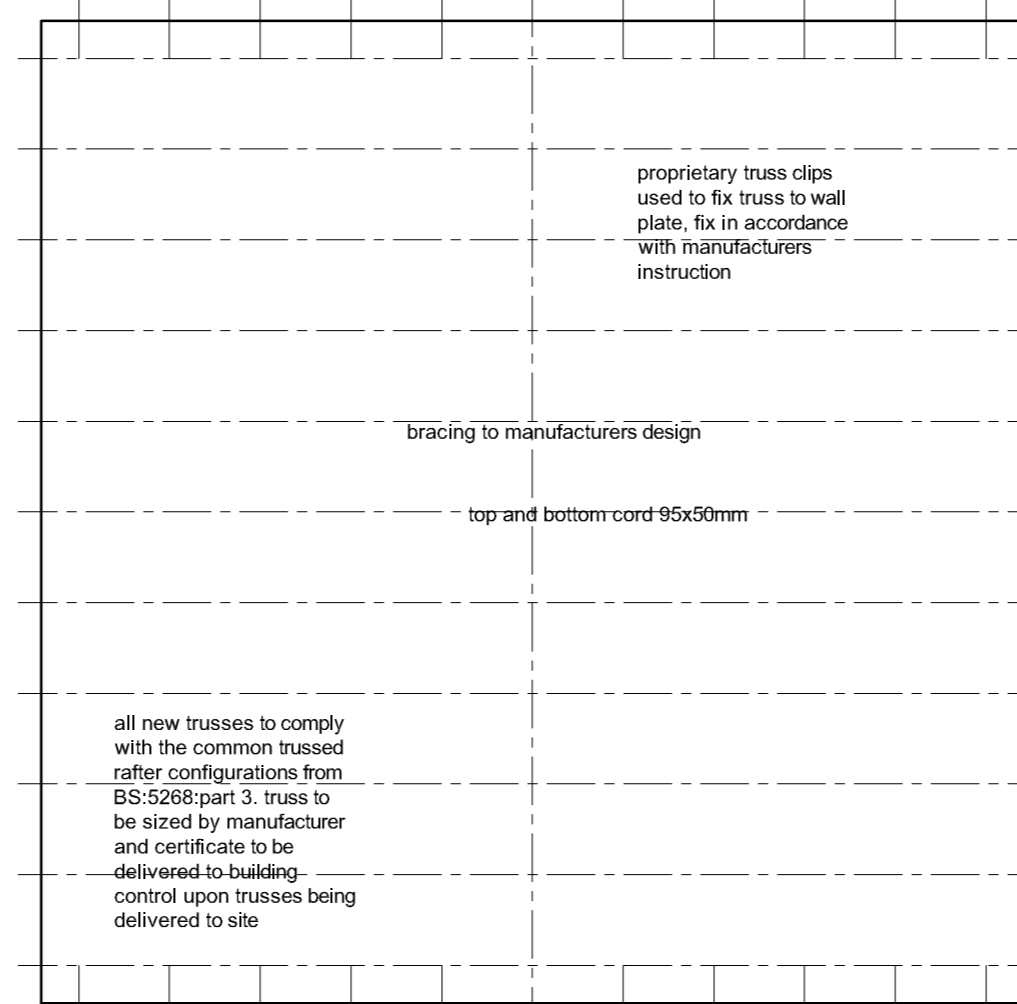 proprietary truss clips
used to fix truss to wall
plate, fix in accordance
with manufacturers
instruction
bracing to manufacturers design
top and bottom cord 95x50mm
all new trusses to comply
with the common trussed
rafter configurations from
BS:5268:part 3. truss to
be sized by manufacturer
and certificate to be
delivered to building
control upon trusses being
delivered to site